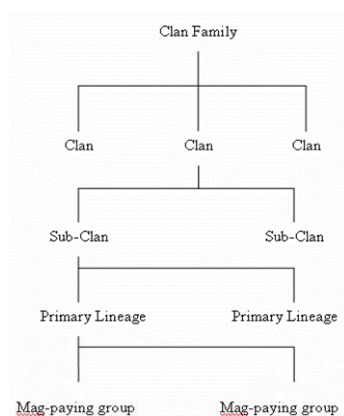 Clan Family
Clan Clan Clan
Sub-Clan Sub-Clan
Primary Lineage Primary Lineage
Mag-paying group Mag-paying group